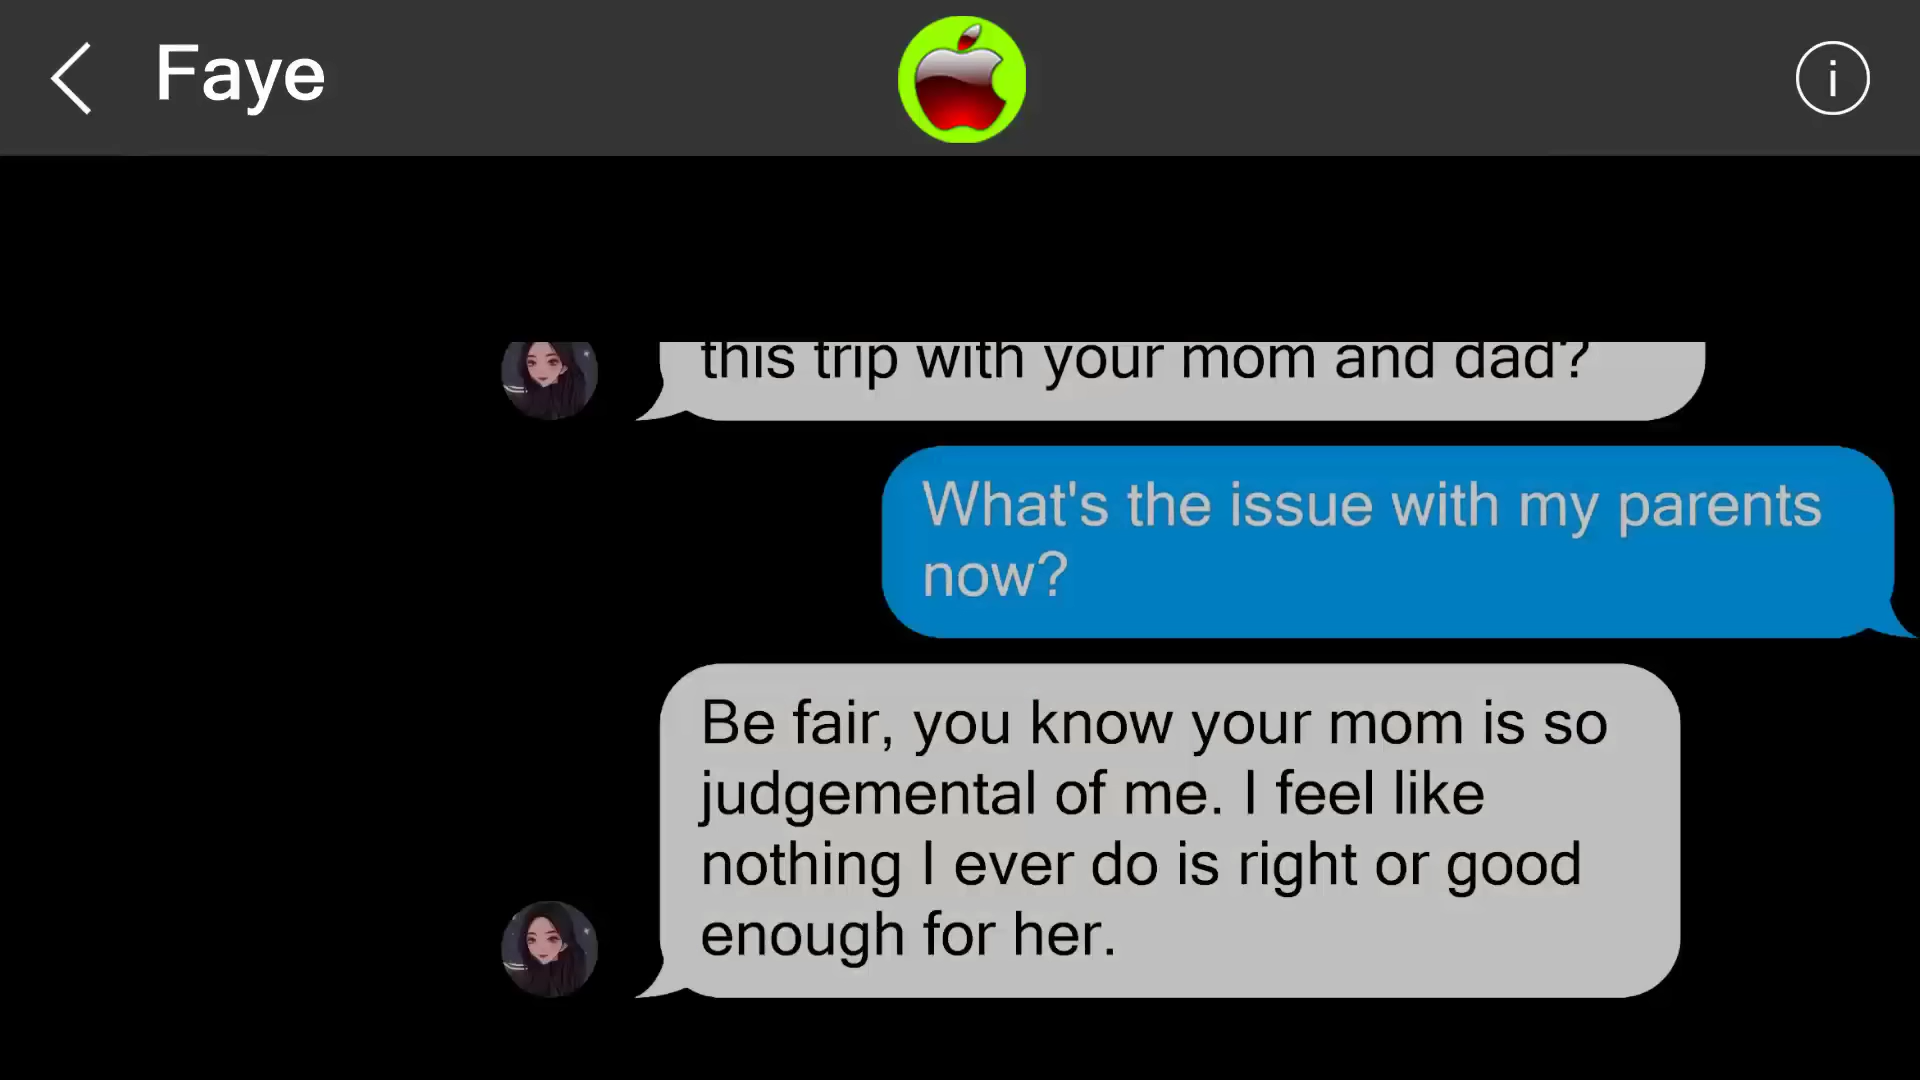 Faye
this trip with your mom and dad?
What's the issue with my parents
now?
Be fair, you know your mom is so
judgemental of me. I feel like
nothing I ever do is right or good
enough for her.